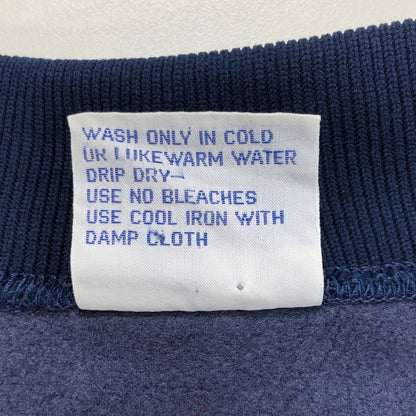 WASH ONLY IN COLD
OR LUKEWARM WATER
DRIP DRY—
USE NO BLEACHES
USE COOL IRON WITH
DAMP CLOTH